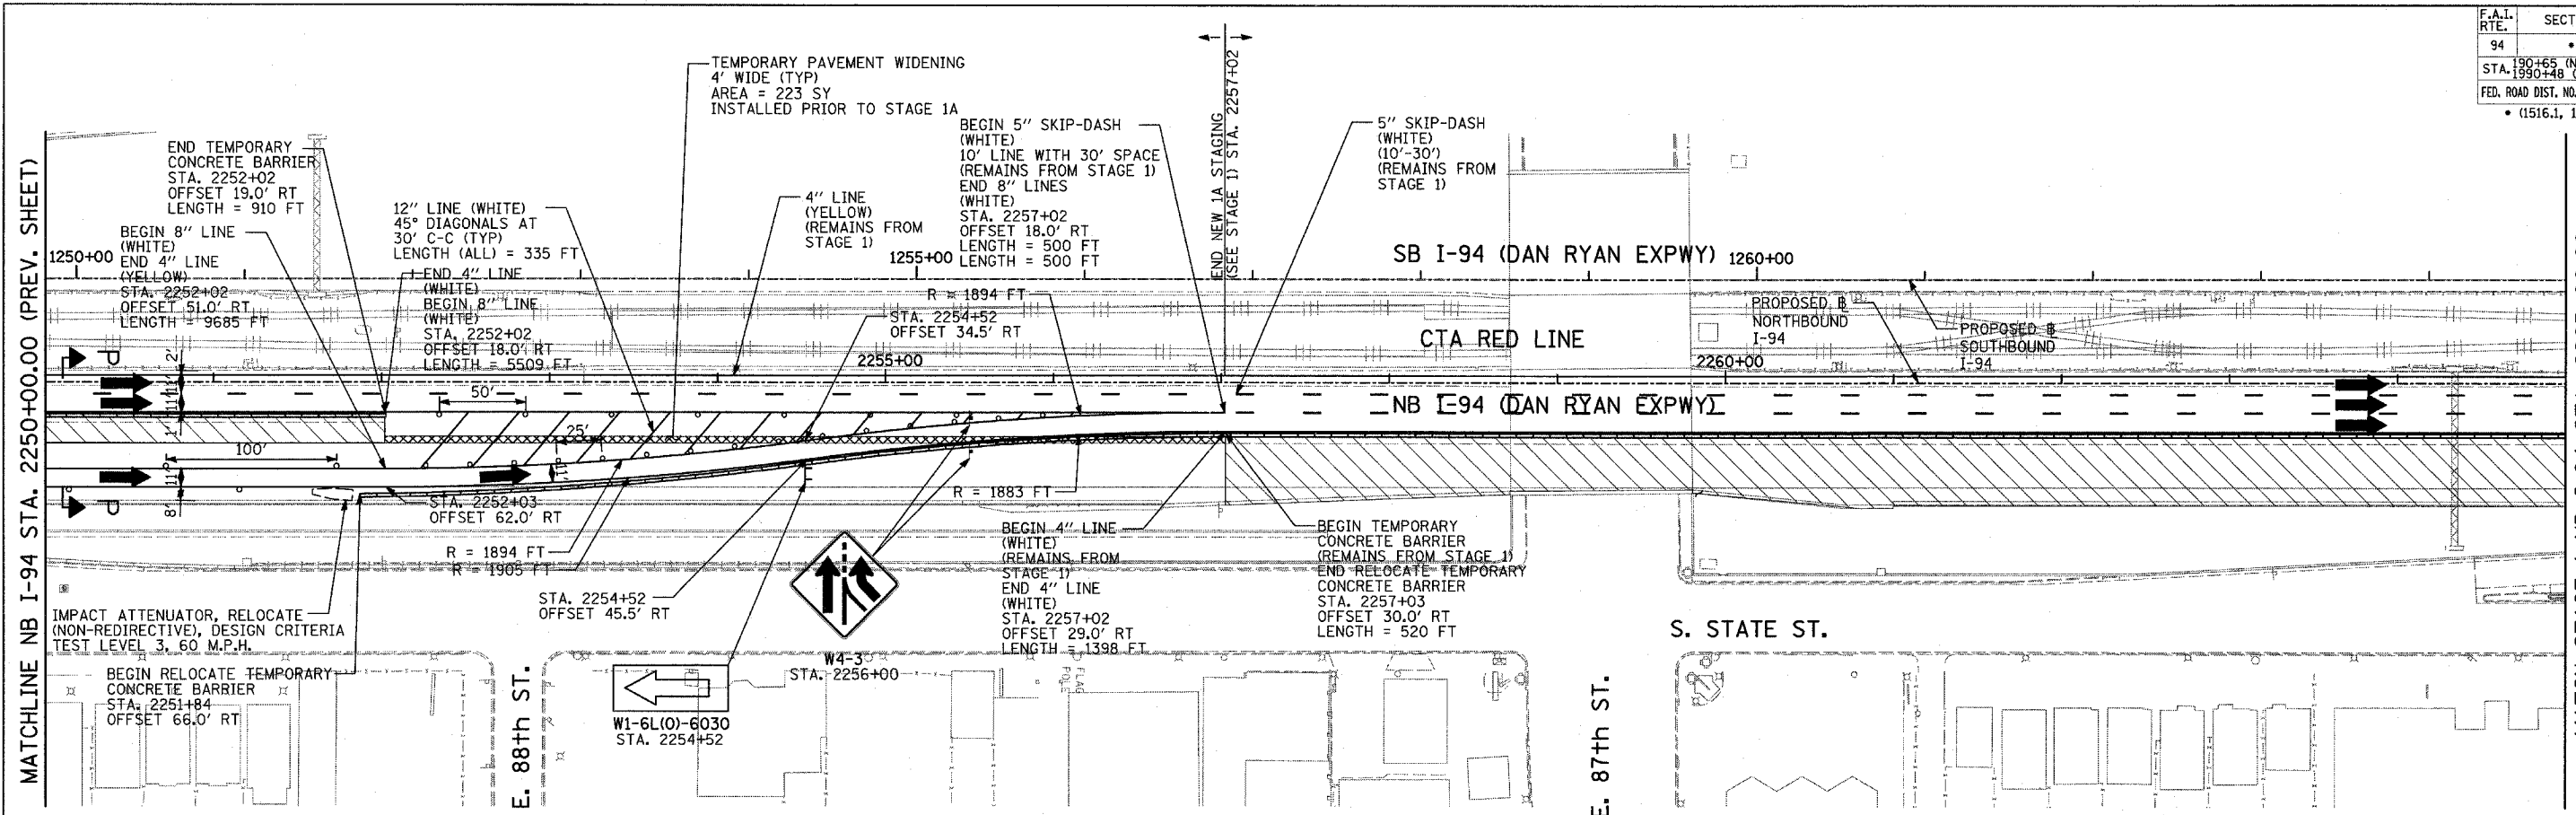 F.A.I.
RTE.
SECT
94
•
STA. 190+65 (N
1990+48 (
FED. ROAD DIST. NO.
• (1516.1, 1
MATCHLINE NB I-94 STA. 2250+00.00 (PREV. SHEET)
TEMPORARY PAVEMENT WIDENING
4' WIDE (TYP)
AREA = 223 SY
INSTALLED PRIOR TO STAGE 1A
END TEMPORARY
CONCRETE BARRIER
STA. 2252+02
OFFSET 19.0' RT
LENGTH = 910 FT
BEGIN 8" LINE
(WHITE)
END 4" LINE
(YELLOW)
STA. 2252+02
OFFSET 51.0' RT
LENGTH = 9685 FT
12" LINE (WHITE)
45° DIAGONALS AT
30' C-C (TYP)
LENGTH (ALL) = 335 FT
END 4" LINE
(WHITE)
BEGIN 8" LINE
(WHITE)
STA. 2252+02
OFFSET 18.0' RT
LENGTH = 5509 FT
4" LINE
(YELLOW)
(REMAINS FROM
STAGE 1)
BEGIN 5" SKIP-DASH
(WHITE)
10' LINE WITH 30' SPACE
(REMAINS FROM STAGE 1)
END 8" LINES
(WHITE)
STA. 2257+02
OFFSET 18.0' RT
LENGTH = 500 FT
LENGTH = 500 FT
END NEW 1A STAGING
(SEE STAGE 1) STA. 2257+02
5" SKIP-DASH
(WHITE)
(10'-30')
(REMAINS FROM
STAGE 1)
1250+00
1255+00
1260+00
SB I-94 (DAN RYAN EXPWY)
R = 1894 FT
STA. 2254+52
OFFSET 34.5' RT
CTA RED LINE
PROPOSED ℄
NORTHBOUND
I-94
PROPOSED ℄
SOUTHBOUND
I-94
2255+00
2260+00
NB I-94 (DAN RYAN EXPWY)
P
2'
11'
11'
1'
50'
25'
100'
11'
11'
8'
P
STA. 2252+03
OFFSET 62.0' RT
R = 1883 FT
R = 1894 FT
R = 1905 FT
STA. 2254+52
OFFSET 45.5' RT
BEGIN 4" LINE
(WHITE)
(REMAINS FROM
STAGE 1)
END 4" LINE
(WHITE)
STA. 2257+02
OFFSET 29.0' RT
LENGTH = 1398 FT
BEGIN TEMPORARY
CONCRETE BARRIER
(REMAINS FROM STAGE 1)
END RELOCATE TEMPORARY
CONCRETE BARRIER
STA. 2257+03
OFFSET 30.0' RT
LENGTH = 520 FT
IMPACT ATTENUATOR, RELOCATE
(NON-REDIRECTIVE), DESIGN CRITERIA
TEST LEVEL 3, 60 M.P.H.
BEGIN RELOCATE TEMPORARY
CONCRETE BARRIER
STA. 2251+84
OFFSET 66.0' RT
W4-3
STA. 2256+00
W1-6L(O)-6030
STA. 2254+52
FLAG
POLE
E. 88th ST.
E. 87th ST.
S. STATE ST.